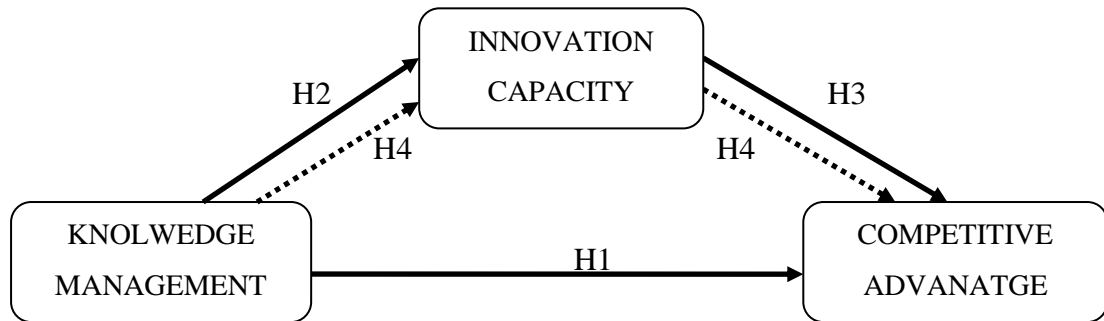 INNOVATION
CAPACITY
H2
H3
H4
H4
KNOLWEDGE
MANAGEMENT
H1
COMPETITIVE
ADVANATGE